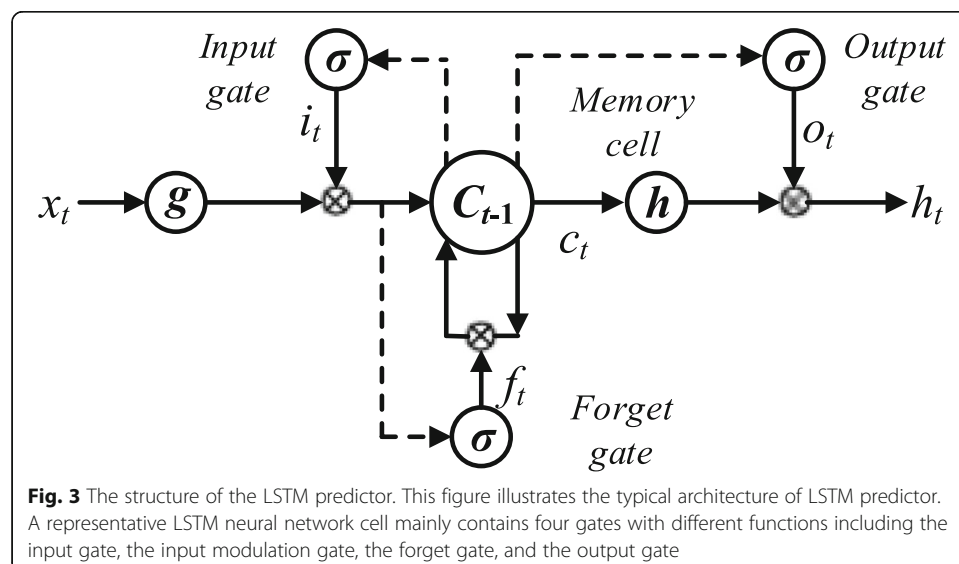 Input
gate
σ
σ
Output
gate
i_t
Memory
cell
o_t
x_t
g
C_{t-1}
h
h_t
c_t
f_t
σ
Forget
gate
Fig. 3 The structure of the LSTM predictor. This figure illustrates the typical architecture of LSTM predictor.
A representative LSTM neural network cell mainly contains four gates with different functions including the
input gate, the input modulation gate, the forget gate, and the output gate